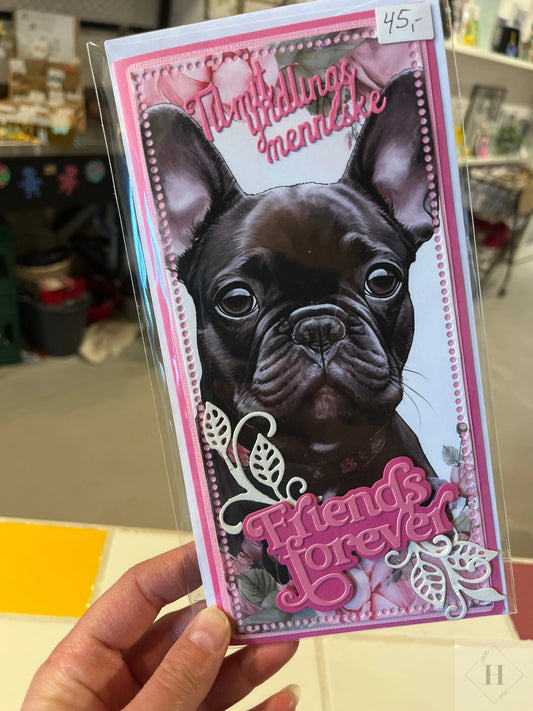 45,-
Til mit
yndlings
menneske
Friends
forever
H